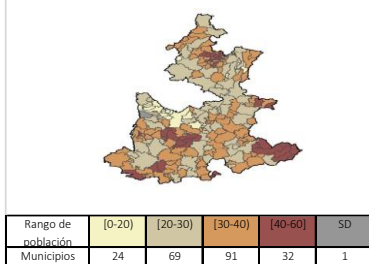 Rango de población [0-20) [20-30) [30-40) [40-60] SD
Municipios 24 69 91 32 1